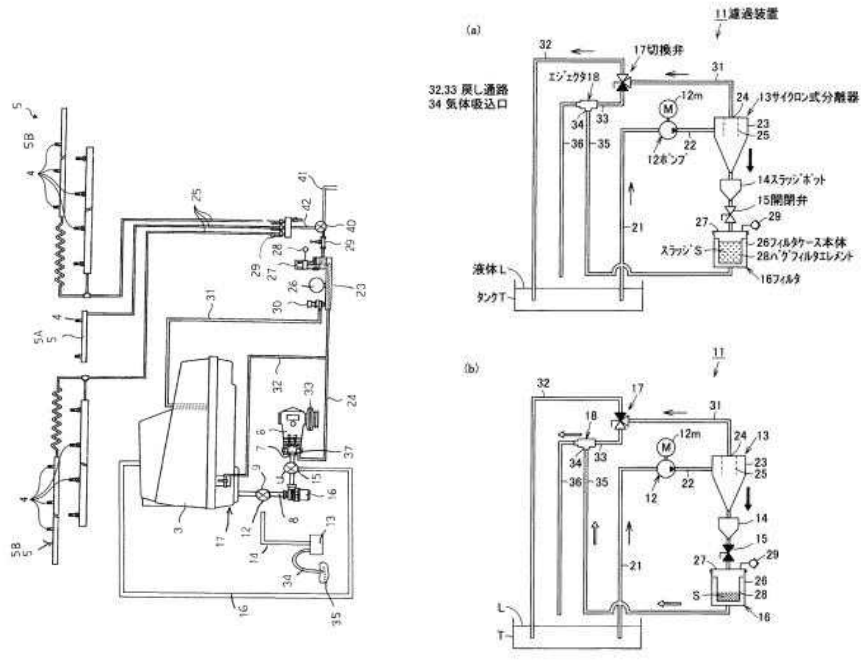 5
5B
4
4
25
41
42
40
29
29
28
27
26
23
30
31
4
5A
5
32
24
33
6
7
37
9
15
4
5B
5
3
17
12
8
16
14
13
34
35
16
(a)
11濾過装置
32
17切換弁
31
エジェクタ18
12m
M
24
13サイクロン式分離器
32,33 戻し通路
34 気体吸込口
34
33
23
25
36
35
12ポンプ
22
14スラッジポット
15開閉弁
27
29
21
26フィルタケース本体
スラッジS
28バグフィルタエレメント
16フィルタ
液体L
タンクT
(b)
11
32
17
31
18
12m
M
24
13
34
33
23
25
36
35
12
22
14
15
27
29
21
26
S
28
16
L
T